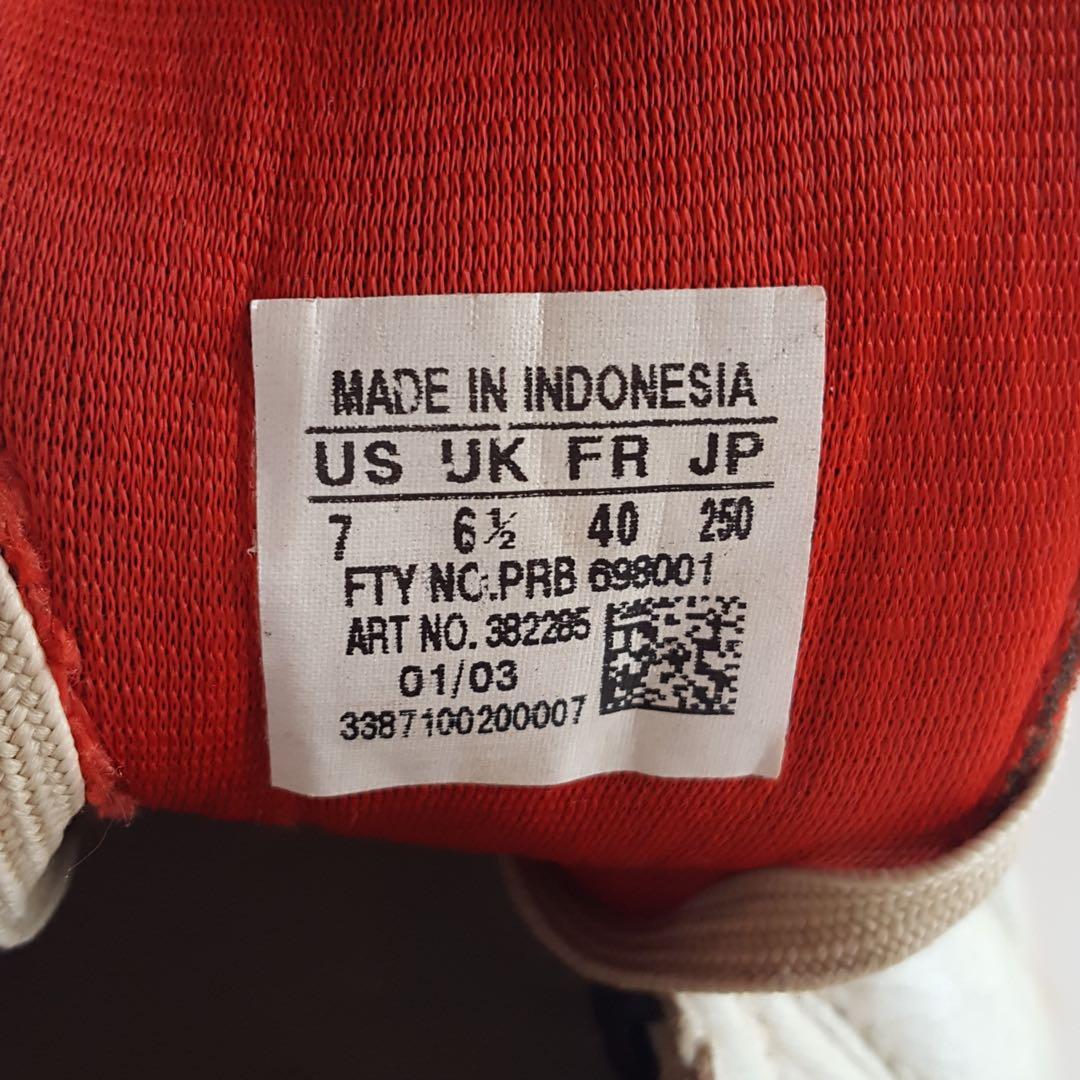 MADE IN INDONESIA
US UK FR JP
7 6½ 40 250
FTY NO.PRB 698001
ART NO. 382285
01/03
3387100200007